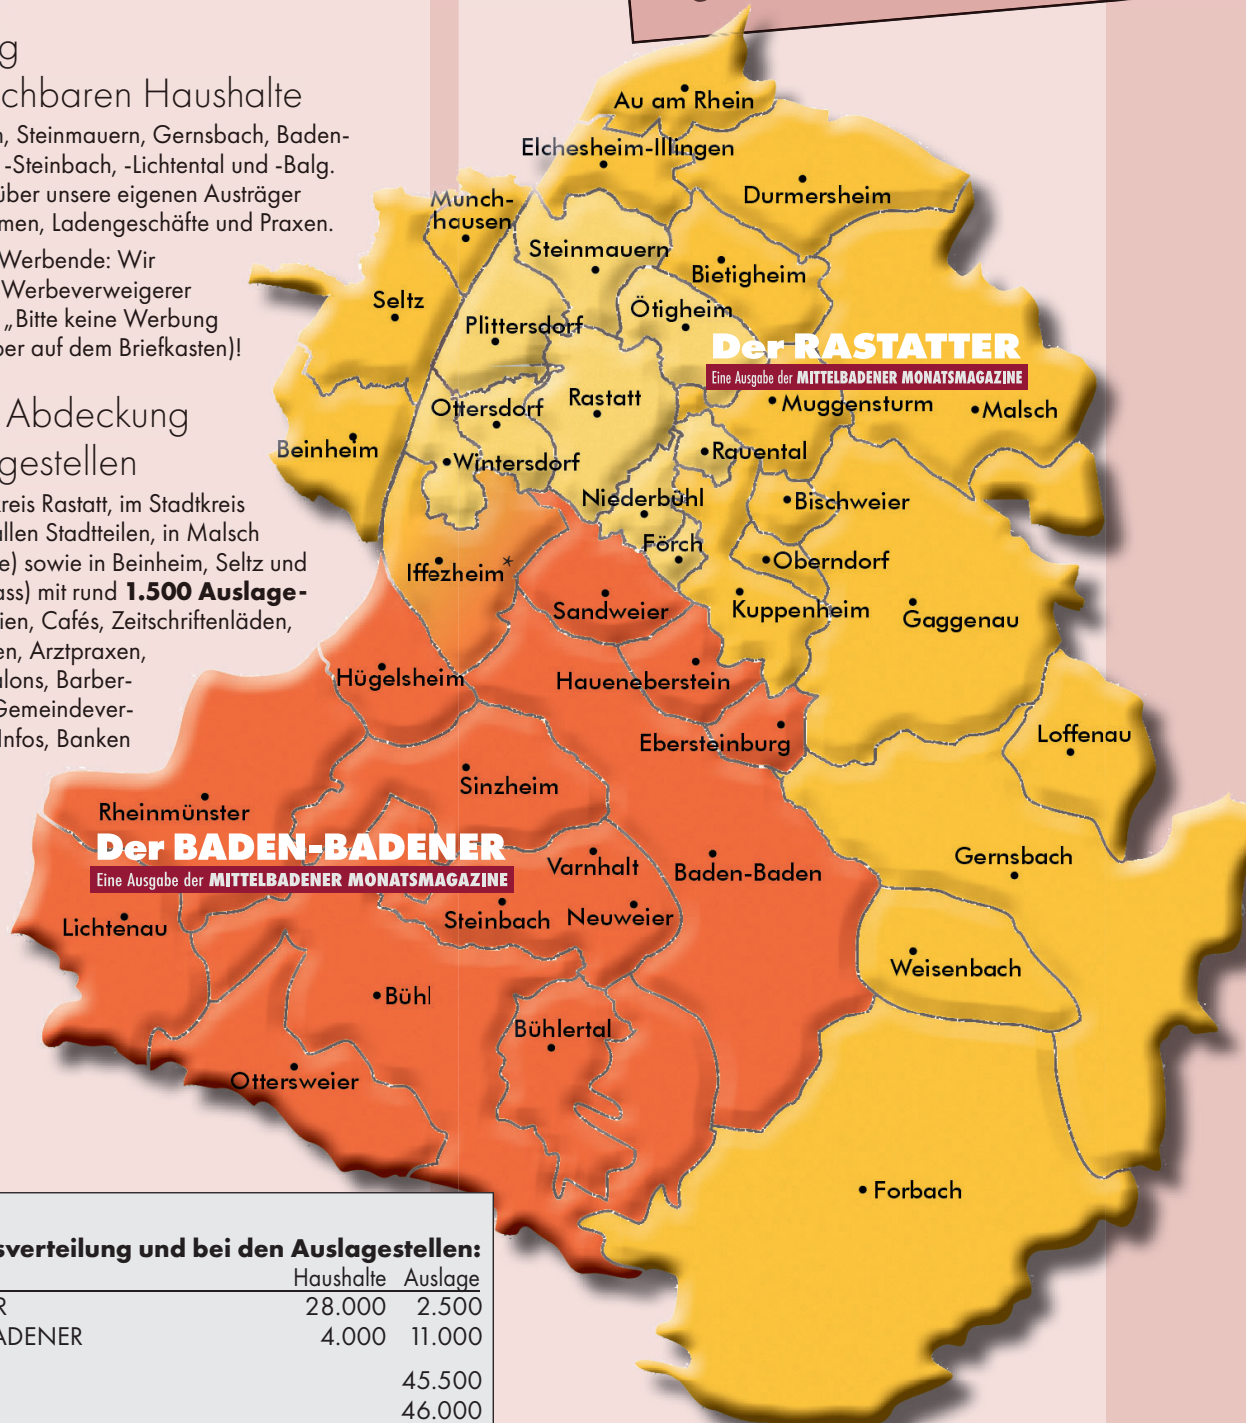 g
chbaren Haushalte
n, Steinmauern, Gernsbach, Baden-
-Steinbach, -Lichtental und -Balg.
über unsere eigenen Austräger
men, Ladengeschäfte und Praxen.
Werbende: Wir
Werbeverweigerer
„Bitte keine Werbung
ber auf dem Briefkasten)!
Abdeckung
gestellen
kreis Rastatt, im Stadtkreis
allen Stadtteilen, in Malsch
e) sowie in Beinheim, Seltz und
ass) mit rund 1.500 Auslage-
ien, Cafés, Zeitschriftenläden,
en, Arztpraxen,
alons, Barber-
Gemeindever-
Infos, Banken
Au am Rhein
Elchesheim-Illingen
Durmersheim
Munch-
hausen
Steinmauern
Bietigheim
Seltz
Ötigheim
Plittersdorf
Der RASTATTER
Eine Ausgabe der MITTELBADENER MONATSMAGAZINE
Rastatt
Ottersdorf
Muggensturm
Malsch
Beinheim
Wintersdorf
Rauental
Niederbühl
Bischweier
Förch
Iffezheim*
Oberndorf
Sandweier
Kuppenheim
Gaggenau
Hügelsheim
Haueneberstein
Ebersteinburg
Loffenau
Sinzheim
Rheinmünster
Der BADEN-BADENER
Eine Ausgabe der MITTELBADENER MONATSMAGAZINE
Varnhalt
Baden-Baden
Gernsbach
Lichtenau
Steinbach
Neuweier
Weisenbach
Bühl
Bühlertal
Ottersweier
Forbach
sverteilung und bei den Auslagestellen:
Haushalte Auslage
R 28.000 2.500
ADENER 4.000 11.000
45.500
46.000